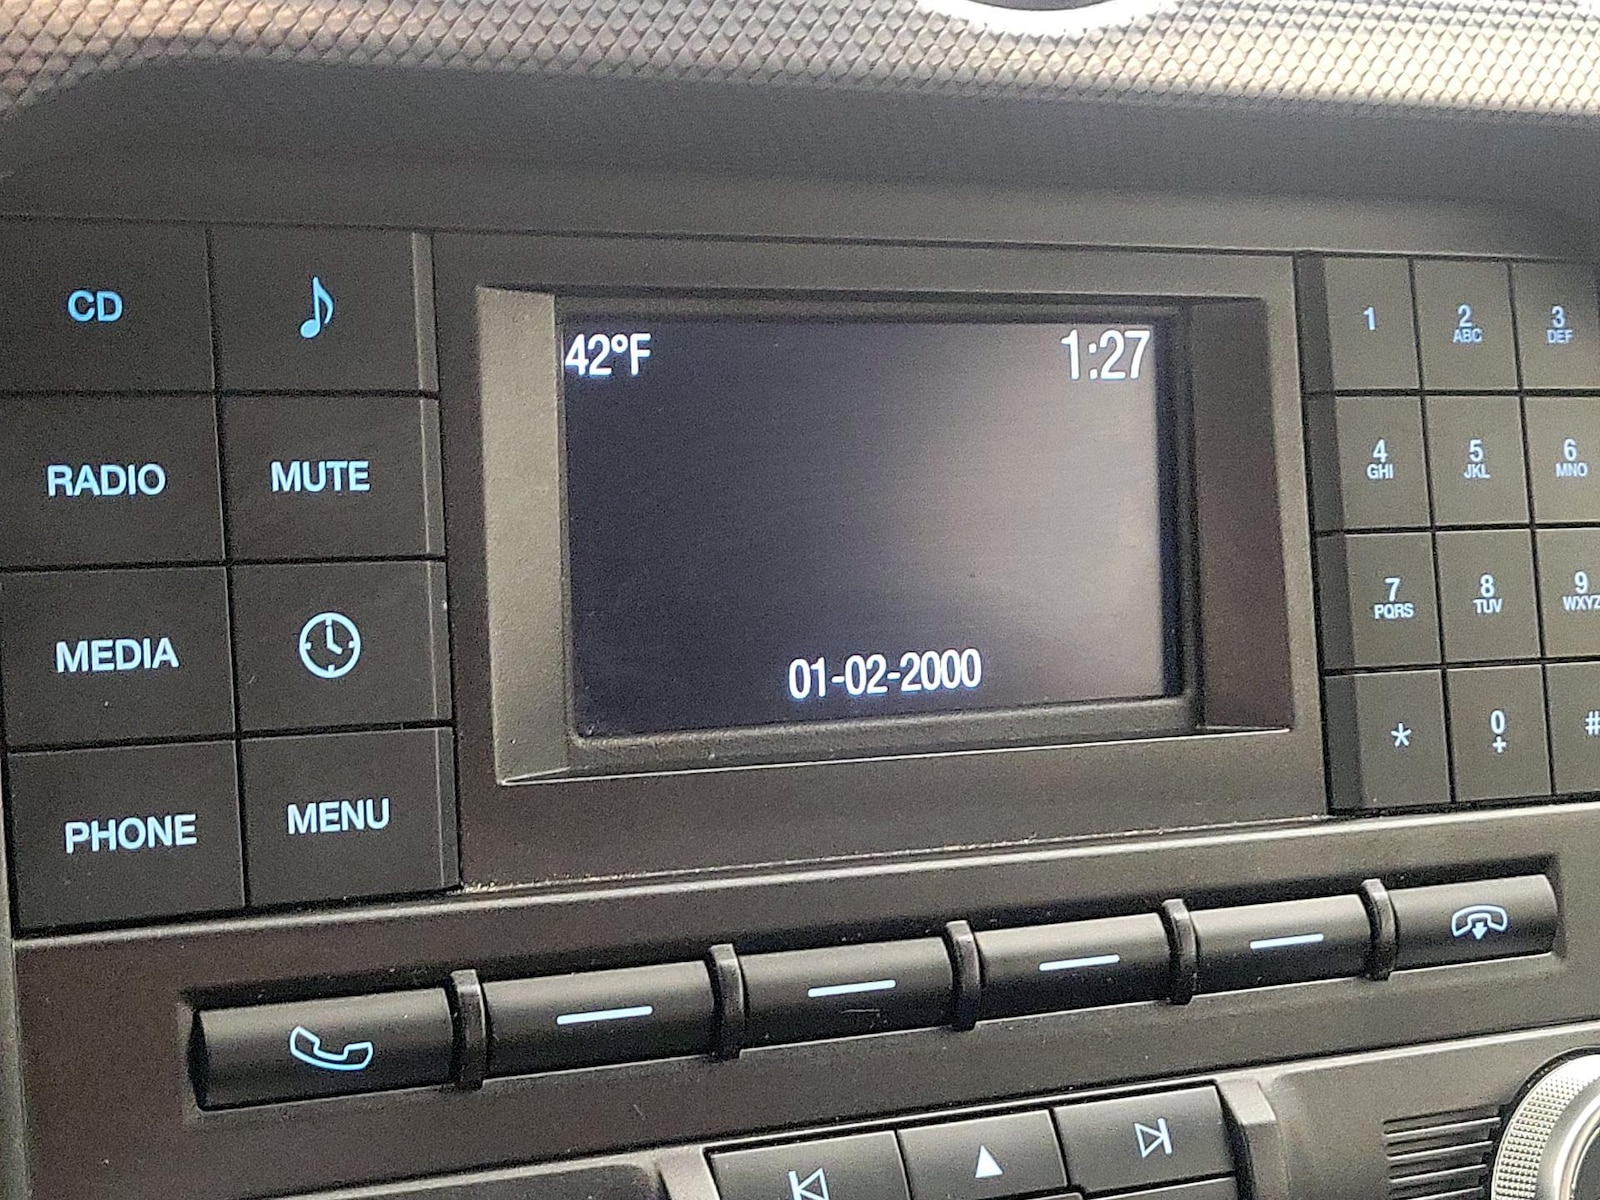 42°F 1:27
01-02-2000
CD
RADIO MUTE
MEDIA
PHONE MENU
1 2 ABC 3 DEF
4 GHI 5 JKL 6 MNO
7 PQRS 8 TUV 9 WXYZ
* 0 + #